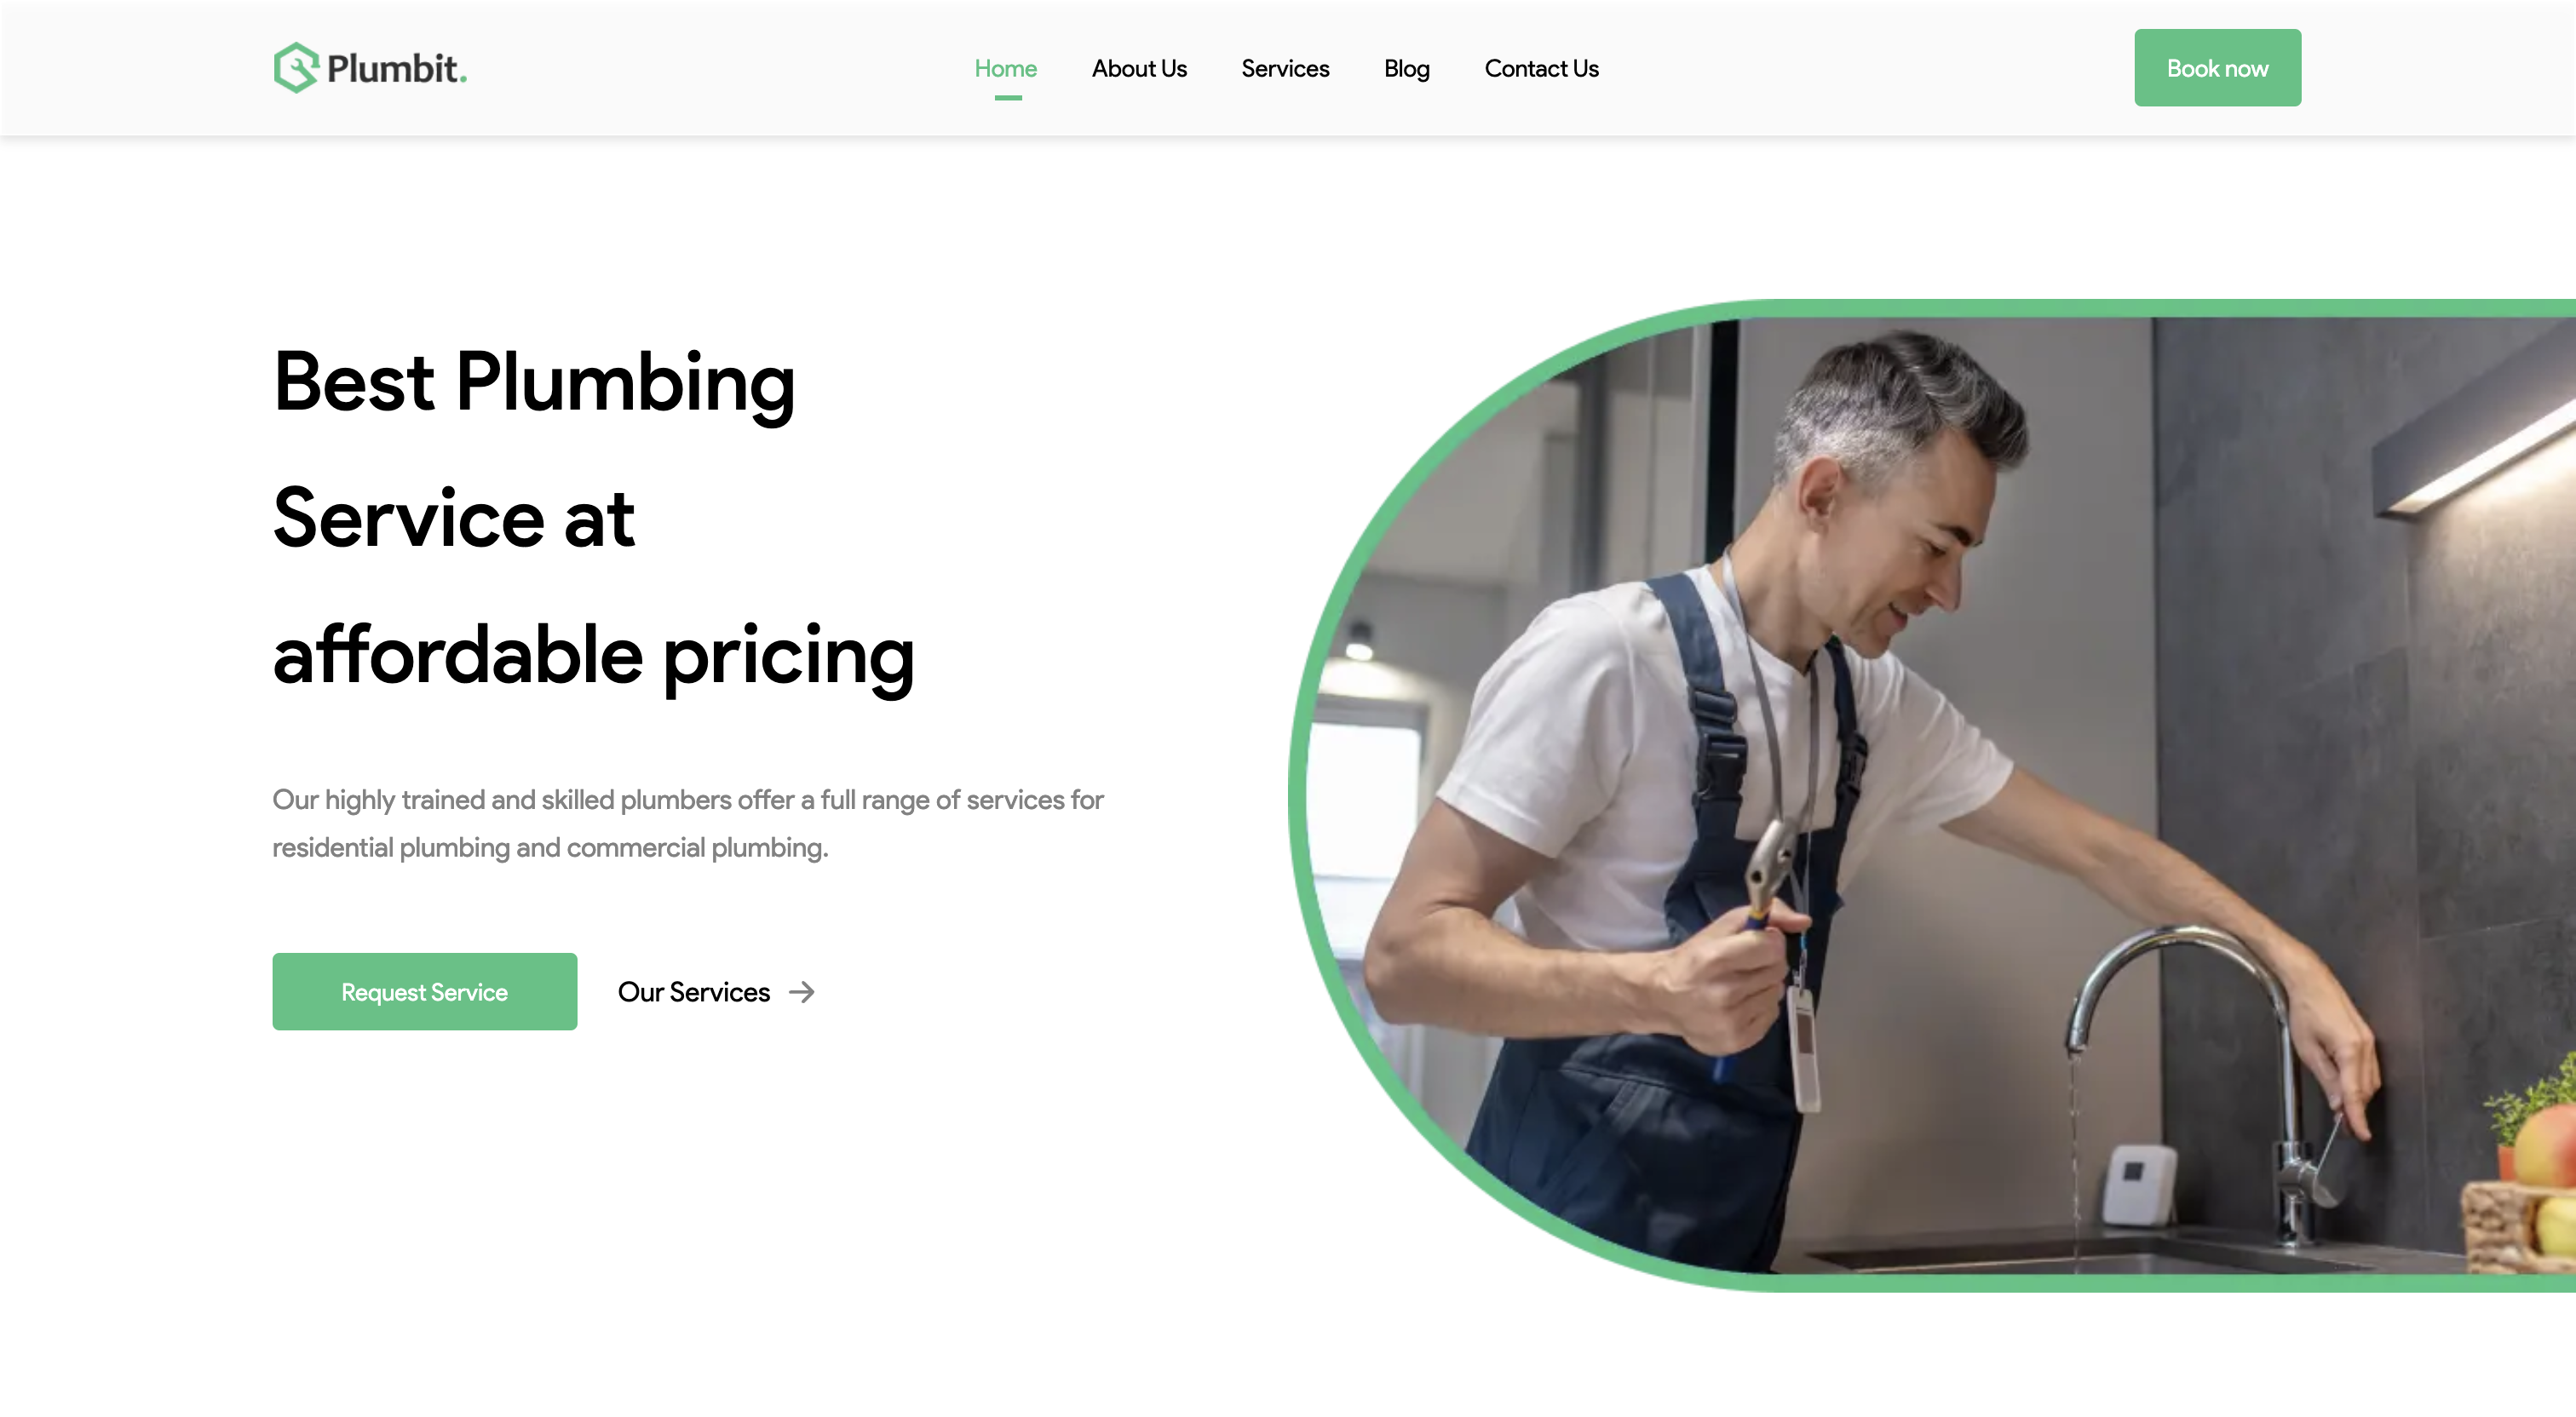 Plumbit.
Home
About Us
Services
Blog
Contact Us
Book now
Best Plumbing
Service at
affordable pricing
Our highly trained and skilled plumbers offer a full range of services for
residential plumbing and commercial plumbing.
Request Service
Our Services